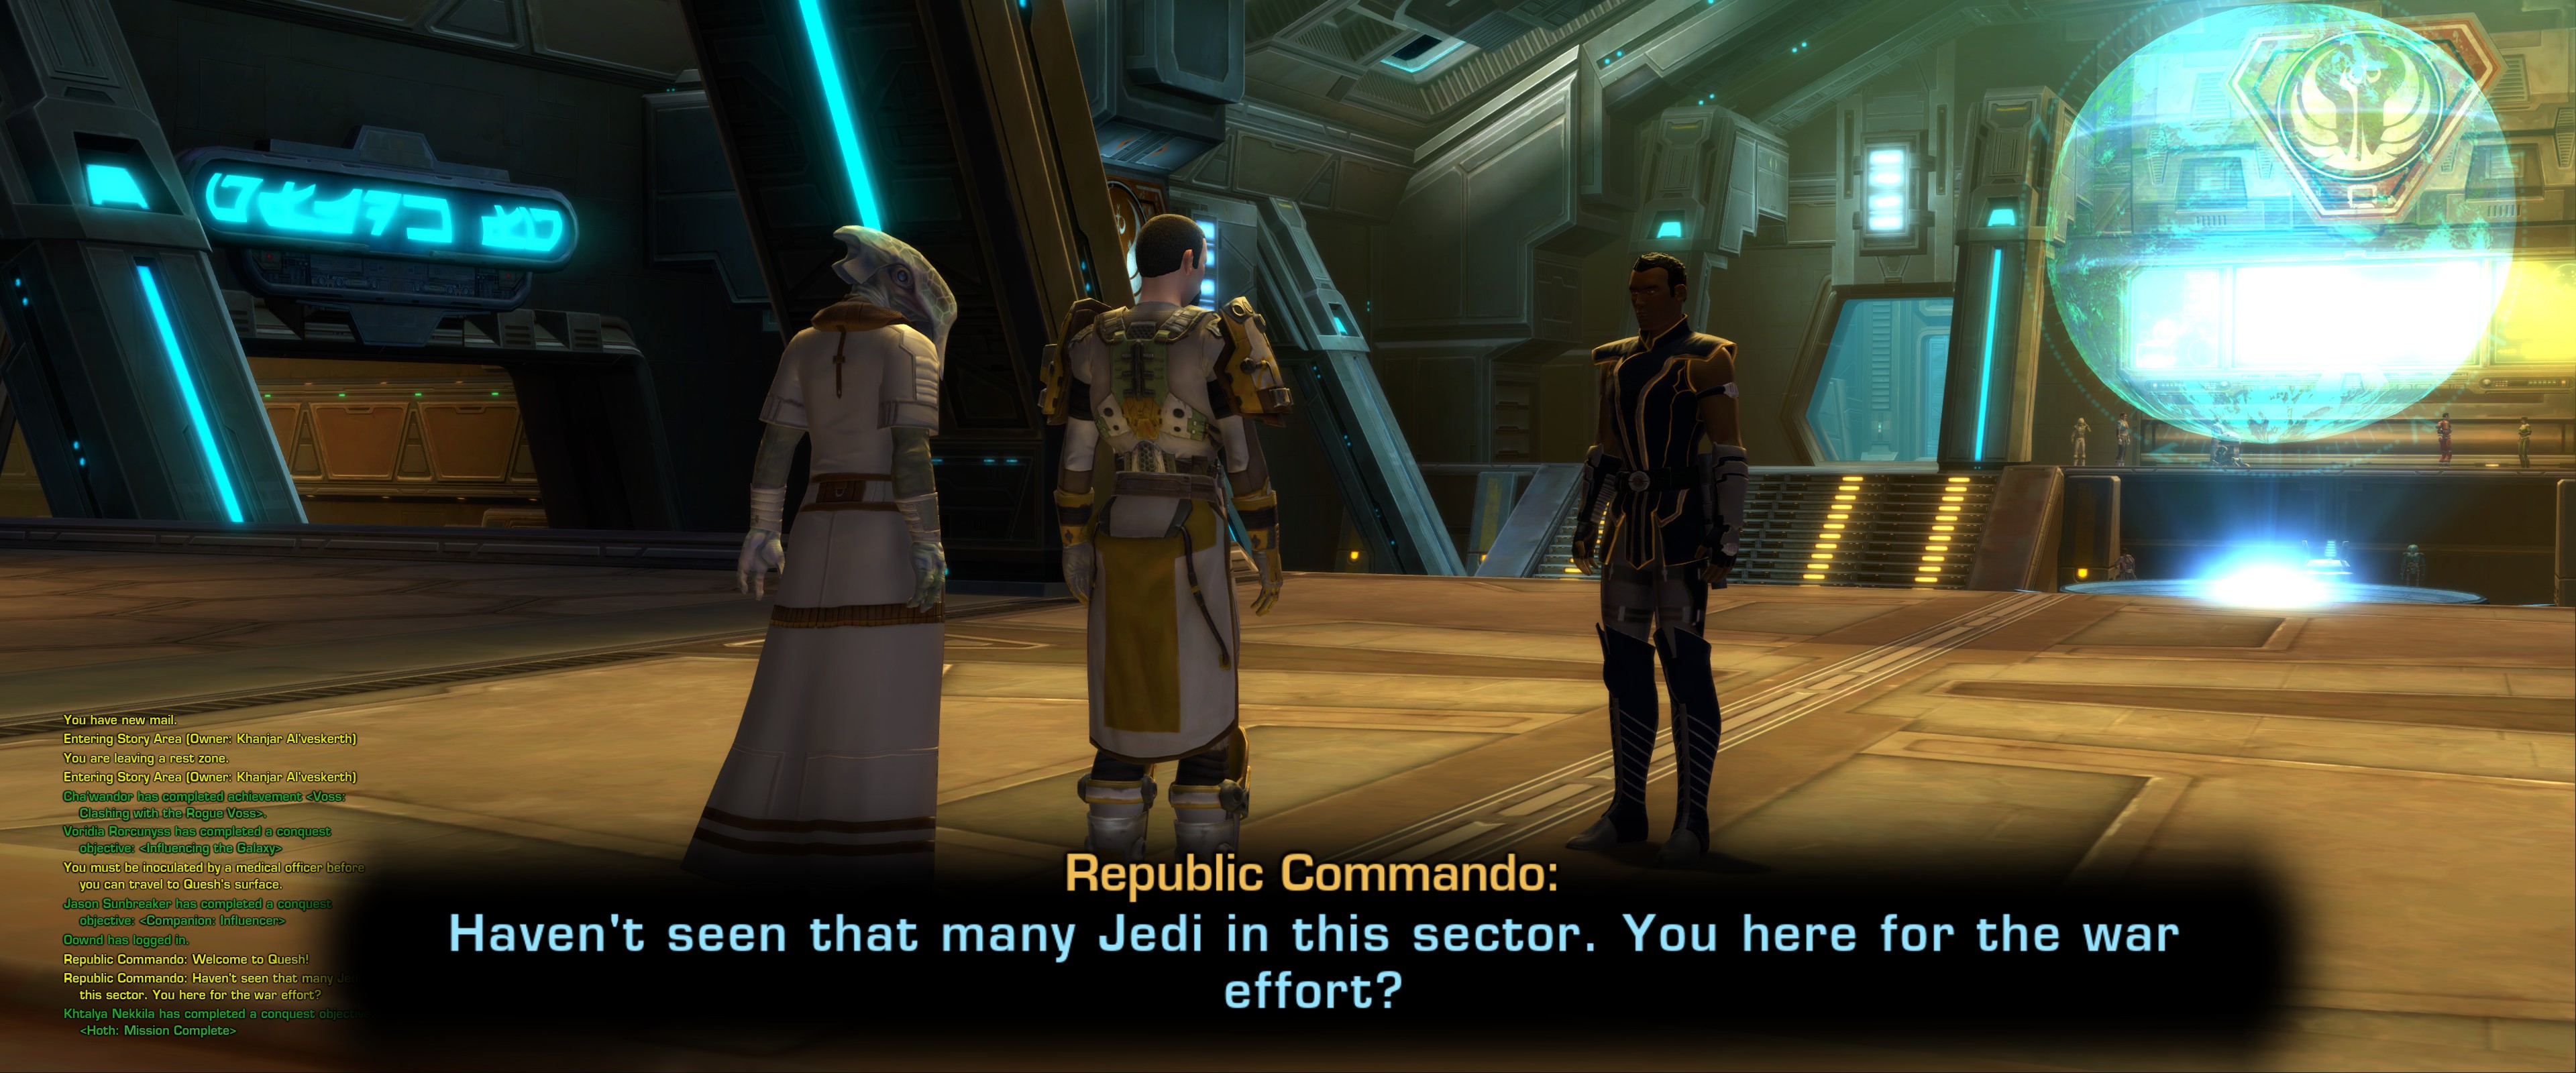 You have new mail.
Entering Story Area (Owner: Khanjar Al'veskerth)
You are leaving a rest zone.
Entering Story Area (Owner: Khanjar Al'veskerth)
Cha'wandor has completed achievement <Voss:
Clashing with the Rogue Voss>.
Voridia Rorcunyss has completed a conquest
objective: <Influencing the Galaxy>
You must be inoculated by a medical officer before
you can travel to Quesh's surface.
Jason Sunbreaker has completed a conquest
objective: <Companion: Influencer>
Oownd has logged in.
Republic Commando: Welcome to Quesh!
Republic Commando: Haven't seen that many
this sector. You here for the war effort?
Khtalya Nekkila has completed a conquest
<Hoth: Mission Complete>
Republic Commando:
Haven't seen that many Jedi in this sector. You here for the war
effort?